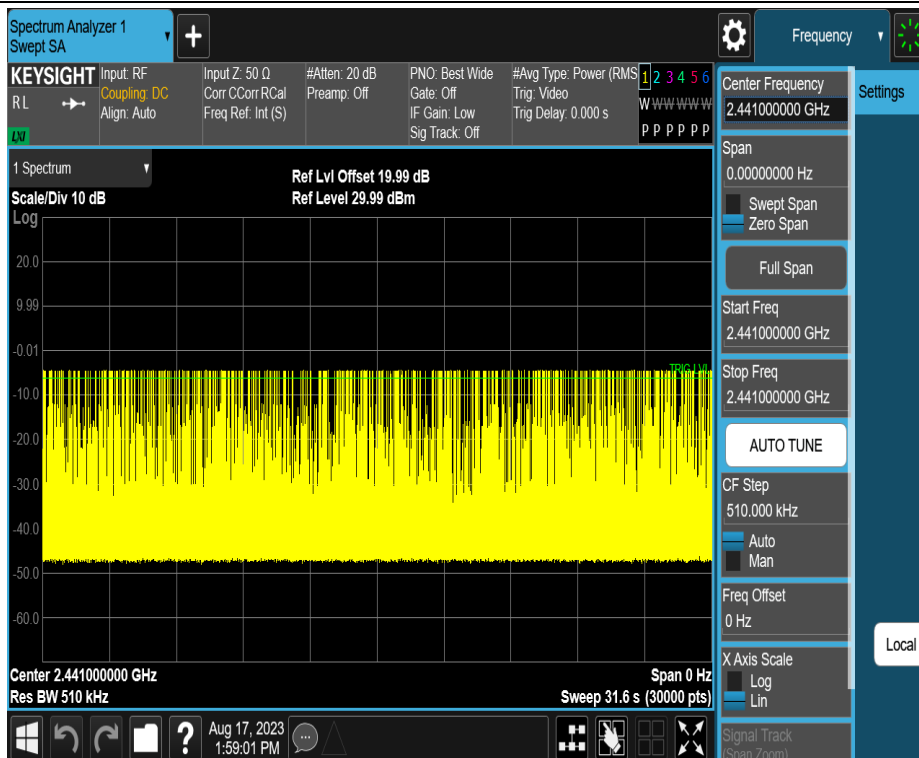 Spectrum Analyzer 1
Swept SA
+
Frequency
KEYSIGHT
RL
LXI
Input: RF
Coupling: DC
Align: Auto
Input Z: 50 Ω
Corr CCorr RCal
Freq Ref: Int (S)
#Atten: 20 dB
Preamp: Off
PNO: Best Wide
Gate: Off
IF Gain: Low
Sig Track: Off
#Avg Type: Power (RMS
Trig: Video
Trig Delay: 0.000 s
1 2 3 4 5 6
W W W W W W
P P P P P P
1 Spectrum
Scale/Div 10 dB
Ref Lvl Offset 19.99 dB
Ref Level 29.99 dBm
Log
20.0
9.99
-0.01
TRIG LVL
-10.0
-20.0
-30.0
-40.0
-50.0
-60.0
Center 2.441000000 GHz
Span 0 Hz
Res BW 510 kHz
Sweep 31.6 s (30000 pts)
Center Frequency
2.441000000 GHz
Settings
Span
0.00000000 Hz
Swept Span
Zero Span
Full Span
Start Freq
2.441000000 GHz
Stop Freq
2.441000000 GHz
AUTO TUNE
CF Step
510.000 kHz
Auto
Man
Freq Offset
0 Hz
Local
X Axis Scale
Log
Lin
Signal Track
(Span Zoom)
?
Aug 17, 2023
1:59:01 PM